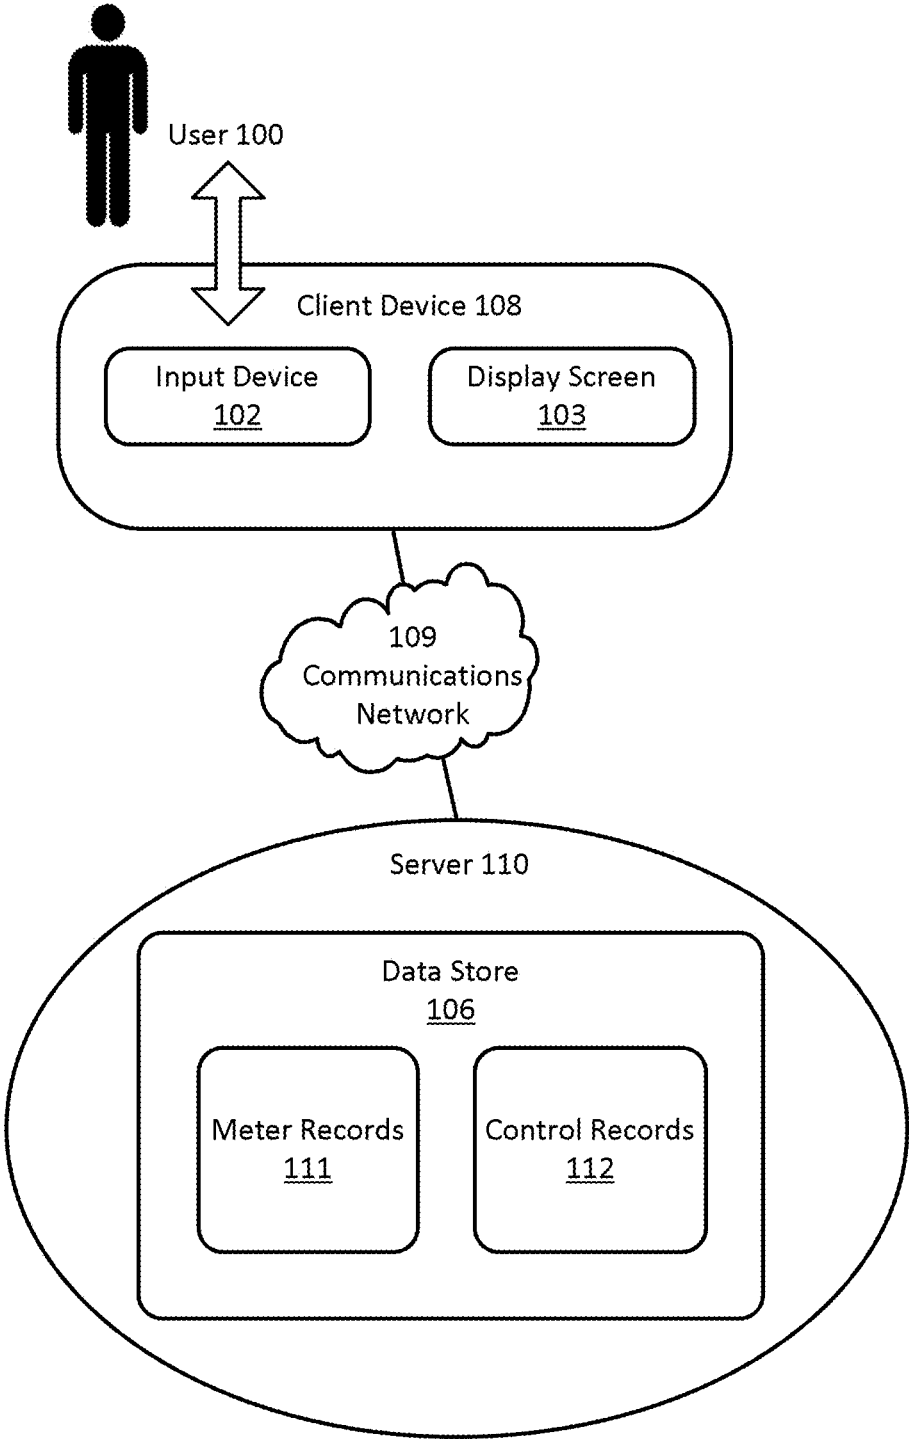 User 100
Client Device 108
Input Device
102
Display Screen
103
109
Communications
Network
Server 110
Data Store
106
Meter Records
111
Control Records
112